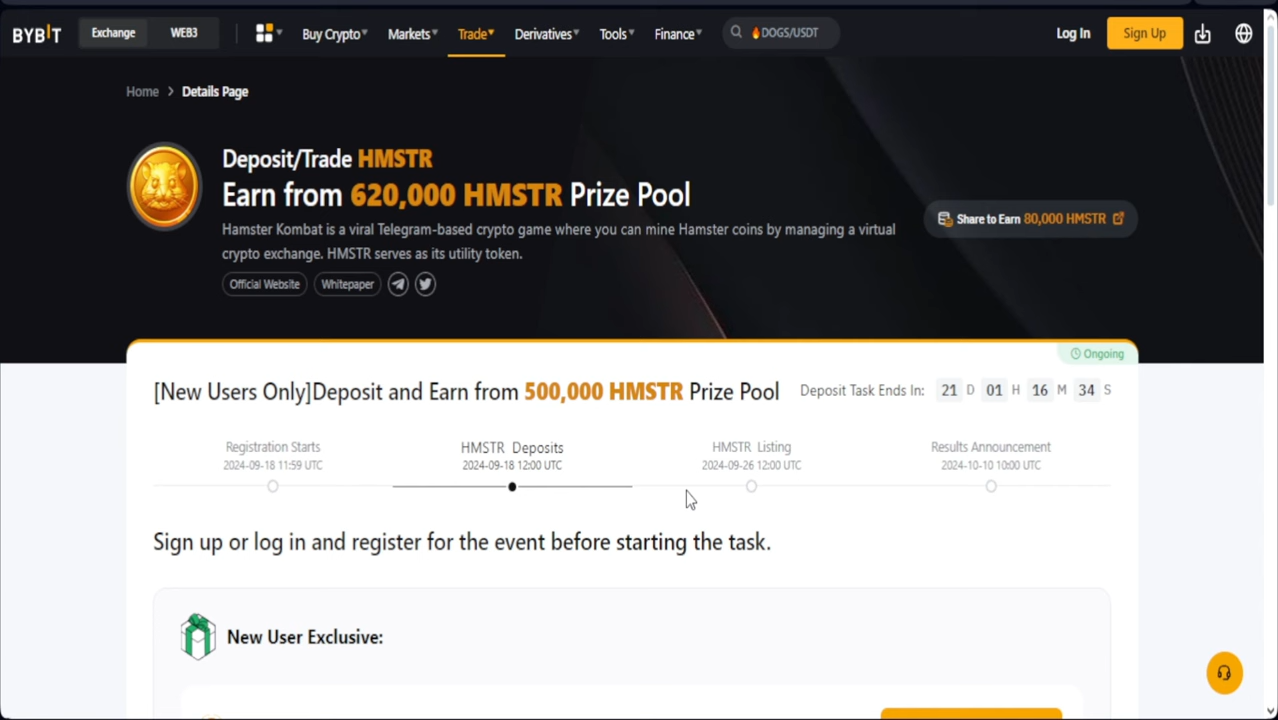 BYBIT Exchange WEB3 Buy Crypto Markets Trade Derivatives Tools Finance DOGS/USDT Log In Sign Up
Home > Details Page
Deposit/Trade HMSTR
Earn from 620,000 HMSTR Prize Pool
Hamster Kombat is a viral Telegram-based crypto game where you can mine Hamster coins by managing a virtual
crypto exchange. HMSTR serves as its utility token.
Share to Earn 80,000 HMSTR
Official Website Whitepaper
Ongoing
[New Users Only]Deposit and Earn from 500,000 HMSTR Prize Pool Deposit Task Ends In: 21 D 01 H 16 M 34 S
Registration Starts HMSTR Deposits HMSTR Listing Results Announcement
2024-09-18 11:59 UTC 2024-09-18 12:00 UTC 2024-09-26 12:00 UTC 2024-10-10 10:00 UTC
Sign up or log in and register for the event before starting the task.
New User Exclusive: